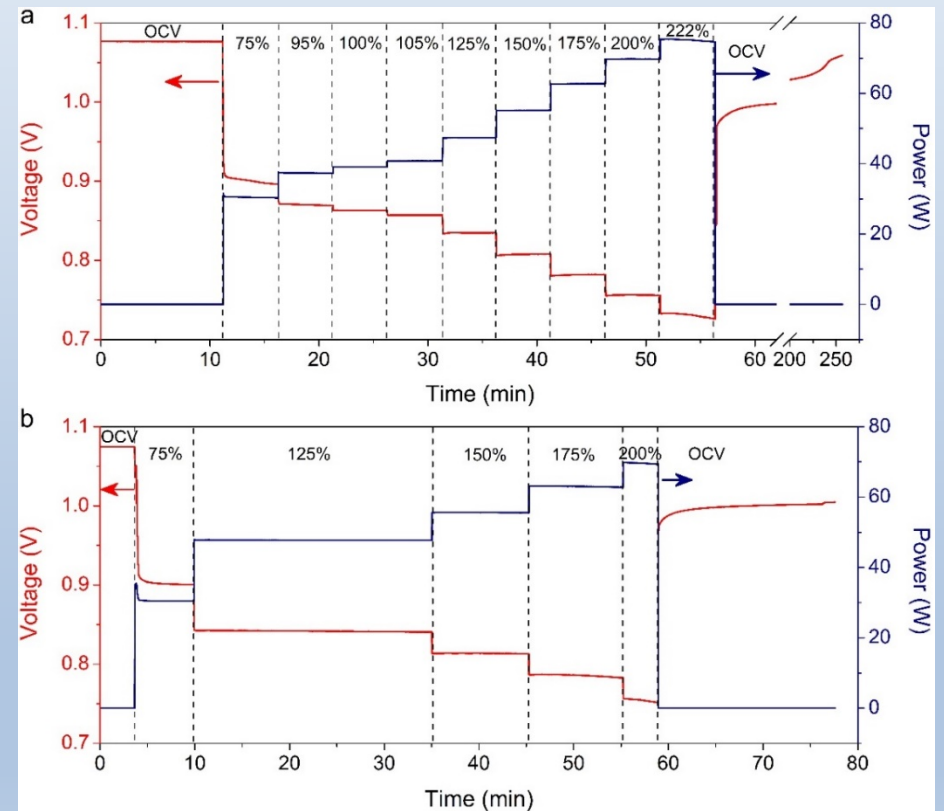 a
OCV 75% 95% 100% 105% 125% 150% 175% 200% 222% OCV
1.1
1.0
0.9
0.8
0.7
Voltage (V)
80
60
40
20
0
Power (W)
0 10 20 30 40 50 60 200 250
Time (min)
b
OCV 75% 125% 150% 175% 200% OCV
1.1
1.0
0.9
0.8
0.7
Voltage (V)
80
60
40
20
0
Power (W)
0 10 20 30 40 50 60 70 80
Time (min)